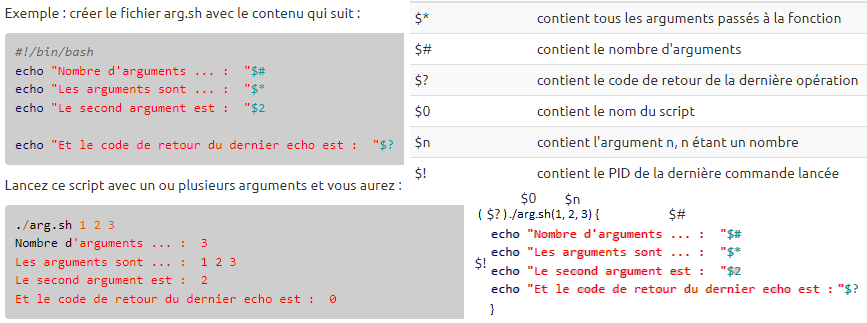 Exemple : créer le fichier arg.sh avec le contenu qui suit :
#!/bin/bash
echo "Nombre d'arguments ... :  "$#
echo "Les arguments sont ... :  "$*
echo "Le second argument est :  "$2
echo "Et le code de retour du dernier echo est :  "$?
Lancez ce script avec un ou plusieurs arguments et vous aurez :
./arg.sh 1 2 3
Nombre d'arguments ... :  3
Les arguments sont ... :  1 2 3
Le second argument est :  2
Et le code de retour du dernier echo est :  0
$* contient tous les arguments passés à la fonction
$# contient le nombre d'arguments
$? contient le code de retour de la dernière opération
$0 contient le nom du script
$n contient l'argument n, n étant un nombre
$! contient le PID de la dernière commande lancée
$0 $n
( $? ) ./arg.sh(1, 2, 3) { $#
echo "Nombre d'arguments ... :  "$#
echo "Les arguments sont ... :  "$*
$!
echo "Le second argument est :  "$2
echo "Et le code de retour du dernier echo est : "$?
}